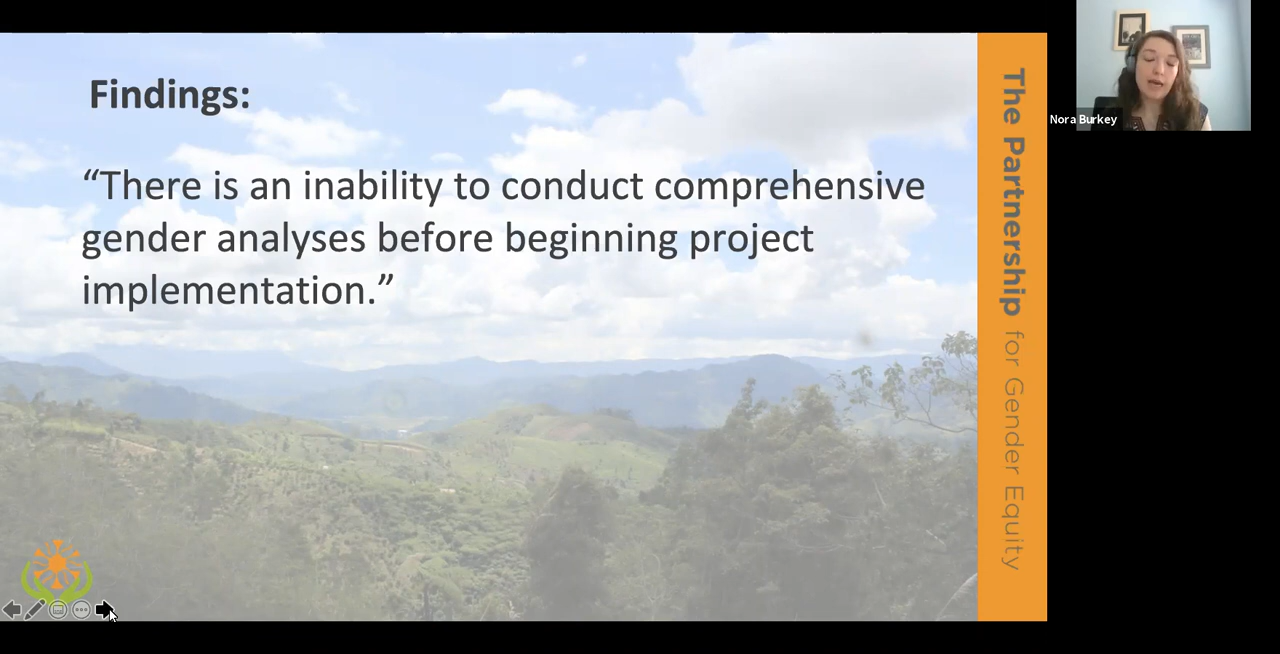 Findings:
“There is an inability to conduct comprehensive
gender analyses before beginning project
implementation.”
The Partnership for Gender Equity
Nora Burkey